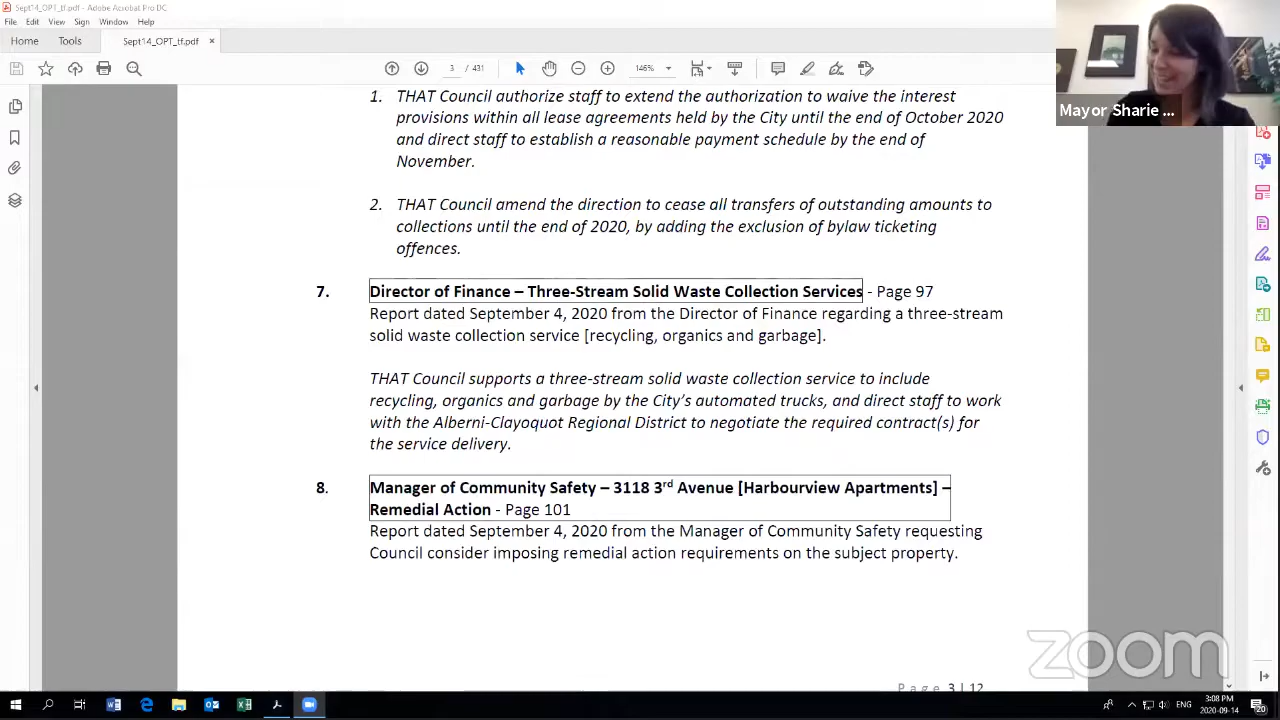 Sept14_OPT_tf.pdf - Adobe Acrobat Pro DC
File Edit View Sign Window Help
Home Tools Sept14_OPT_tf.pdf ×
3 / 431 146%
Mayor Sharie ...
1. THAT Council authorize staff to extend the authorization to waive the interest
provisions within all lease agreements held by the City until the end of October 2020
and direct staff to establish a reasonable payment schedule by the end of
November.
2. THAT Council amend the direction to cease all transfers of outstanding amounts to
collections until the end of 2020, by adding the exclusion of bylaw ticketing
offences.
7. Director of Finance – Three-Stream Solid Waste Collection Services - Page 97
Report dated September 4, 2020 from the Director of Finance regarding a three-stream
solid waste collection service [recycling, organics and garbage].
THAT Council supports a three-stream solid waste collection service to include
recycling, organics and garbage by the City's automated trucks, and direct staff to work
with the Alberni-Clayoquot Regional District to negotiate the required contract(s) for
the service delivery.
8. Manager of Community Safety – 3118 3rd Avenue [Harbourview Apartments] –
Remedial Action - Page 101
Report dated September 4, 2020 from the Manager of Community Safety requesting
Council consider imposing remedial action requirements on the subject property.
zoom
Page 3 | 12
ENG
3:08 PM
2020-09-14
20